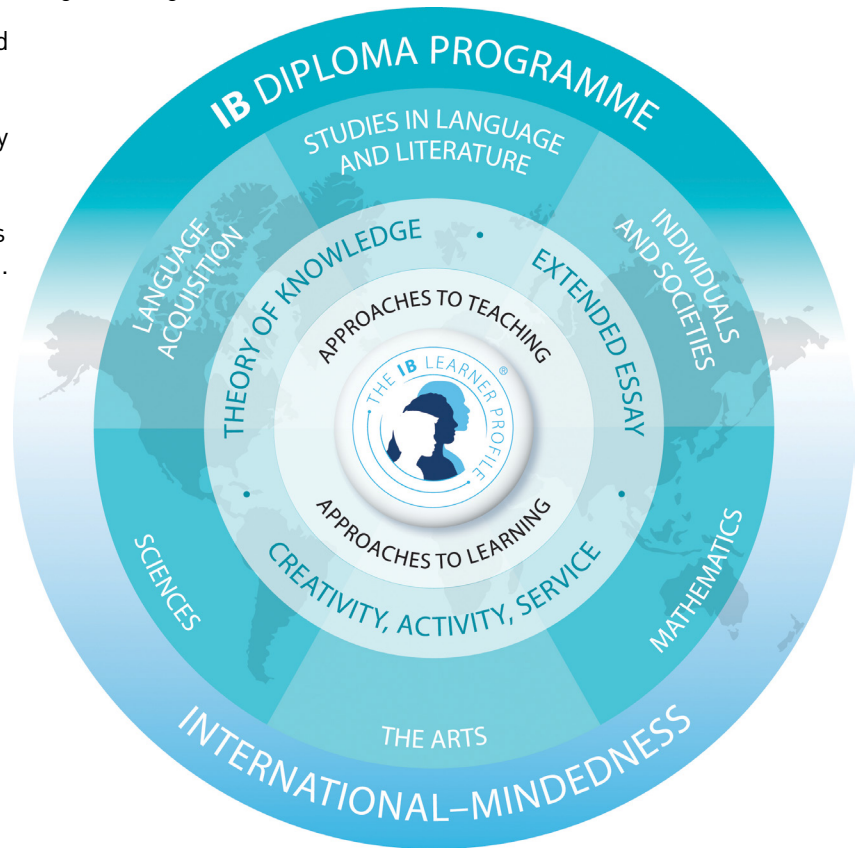 d
y
s
.
IB DIPLOMA PROGRAMME
STUDIES IN LANGUAGE
AND LITERATURE
LANGUAGE
ACQUISITION
INDIVIDUALS
AND SOCIETIES
THEORY OF KNOWLEDGE •
EXTENDED ESSAY
APPROACHES TO TEACHING
THE IB LEARNER PROFILE ®
APPROACHES TO LEARNING
• CREATIVITY, ACTIVITY, SERVICE •
SCIENCES
MATHEMATICS
THE ARTS
INTERNATIONAL–MINDEDNESS